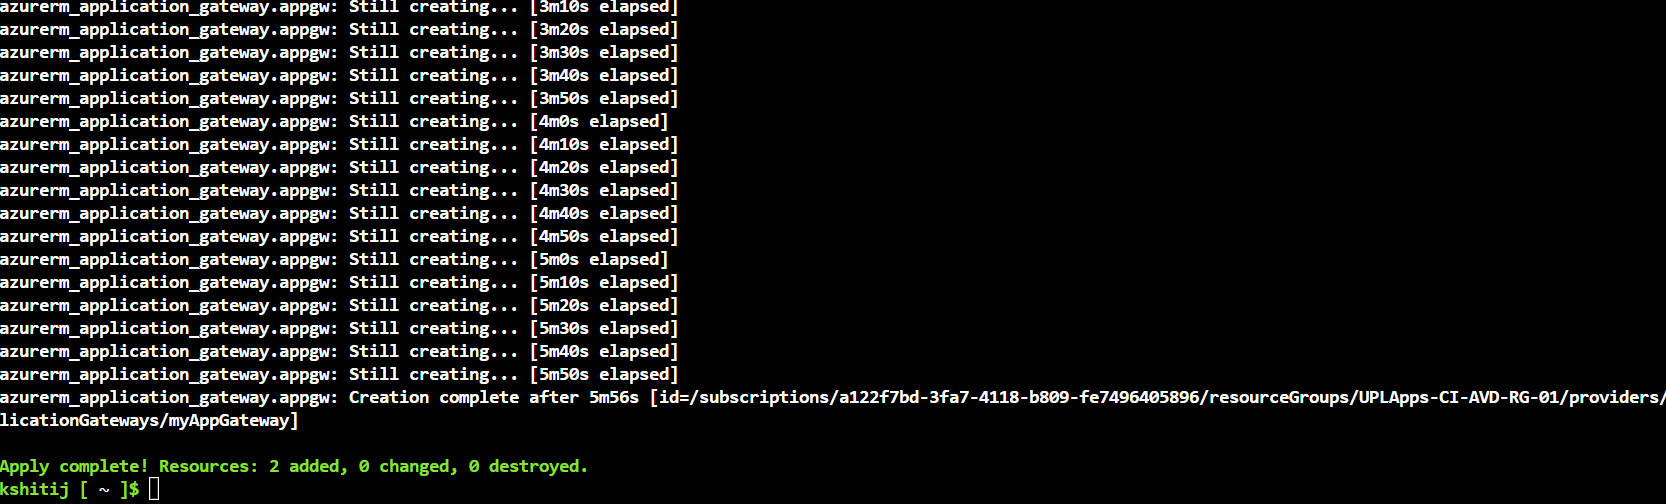 azurerm_application_gateway.appgw: Still creating... [3m10s elapsed]
azurerm_application_gateway.appgw: Still creating... [3m20s elapsed]
azurerm_application_gateway.appgw: Still creating... [3m30s elapsed]
azurerm_application_gateway.appgw: Still creating... [3m40s elapsed]
azurerm_application_gateway.appgw: Still creating... [3m50s elapsed]
azurerm_application_gateway.appgw: Still creating... [4m0s elapsed]
azurerm_application_gateway.appgw: Still creating... [4m10s elapsed]
azurerm_application_gateway.appgw: Still creating... [4m20s elapsed]
azurerm_application_gateway.appgw: Still creating... [4m30s elapsed]
azurerm_application_gateway.appgw: Still creating... [4m40s elapsed]
azurerm_application_gateway.appgw: Still creating... [4m50s elapsed]
azurerm_application_gateway.appgw: Still creating... [5m0s elapsed]
azurerm_application_gateway.appgw: Still creating... [5m10s elapsed]
azurerm_application_gateway.appgw: Still creating... [5m20s elapsed]
azurerm_application_gateway.appgw: Still creating... [5m30s elapsed]
azurerm_application_gateway.appgw: Still creating... [5m40s elapsed]
azurerm_application_gateway.appgw: Still creating... [5m50s elapsed]
azurerm_application_gateway.appgw: Creation complete after 5m56s [id=/subscriptions/a122f7bd-3fa7-4118-b809-fe7496405896/resourceGroups/UPLApps-CI-AVD-RG-01/providers/
licationGateways/myAppGateway]
Apply complete! Resources: 2 added, 0 changed, 0 destroyed.
kshitij [ ~ ]$